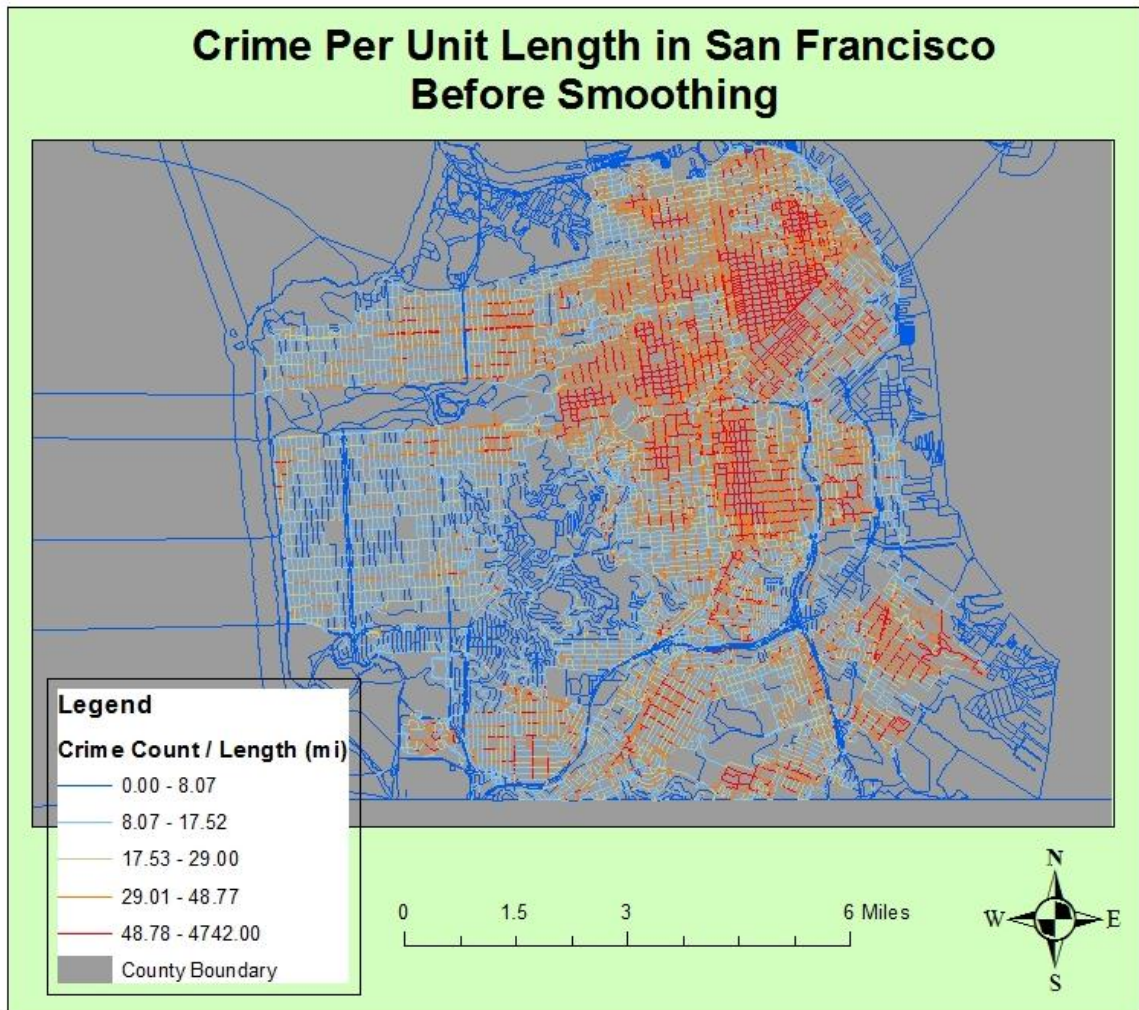 Crime Per Unit Length in San Francisco
Before Smoothing
Legend
Crime Count / Length (mi)
0.00 - 8.07
8.07 - 17.52
17.53 - 29.00
29.01 - 48.77
48.78 - 4742.00
County Boundary
0 1.5 3 6 Miles
N
W E
S